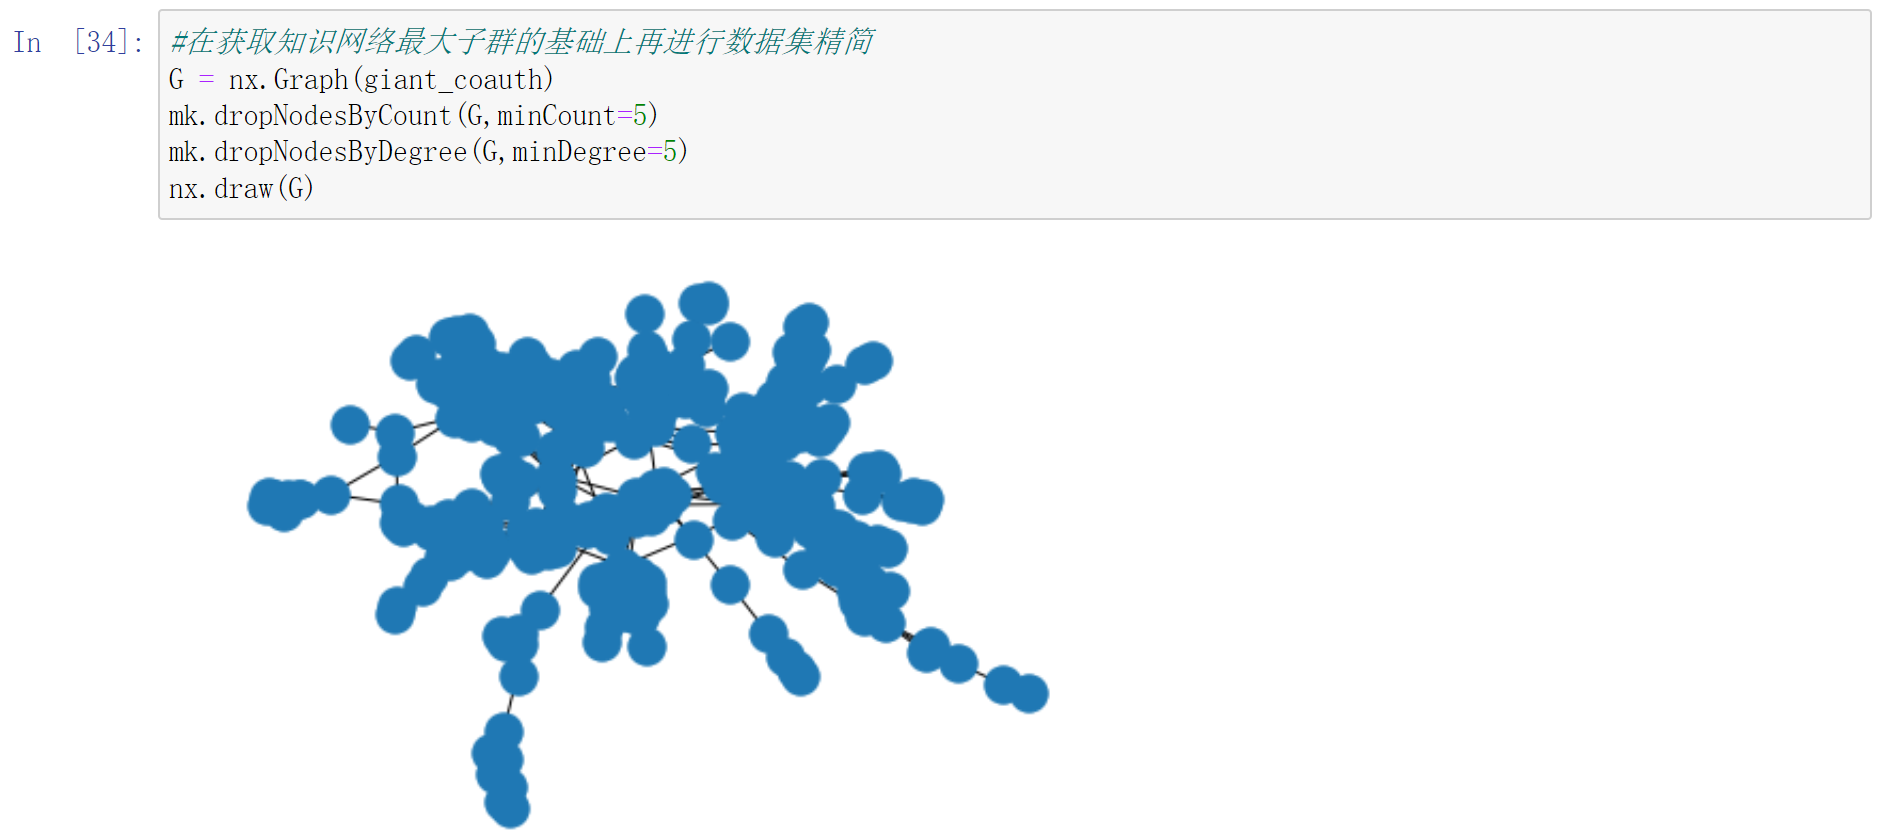 In [34]: #在获取知识网络最大子群的基础上再进行数据集精简
G = nx.Graph(giant_coauth)
mk.dropNodesByCount(G,minCount=5)
mk.dropNodesByDegree(G,minDegree=5)
nx.draw(G)